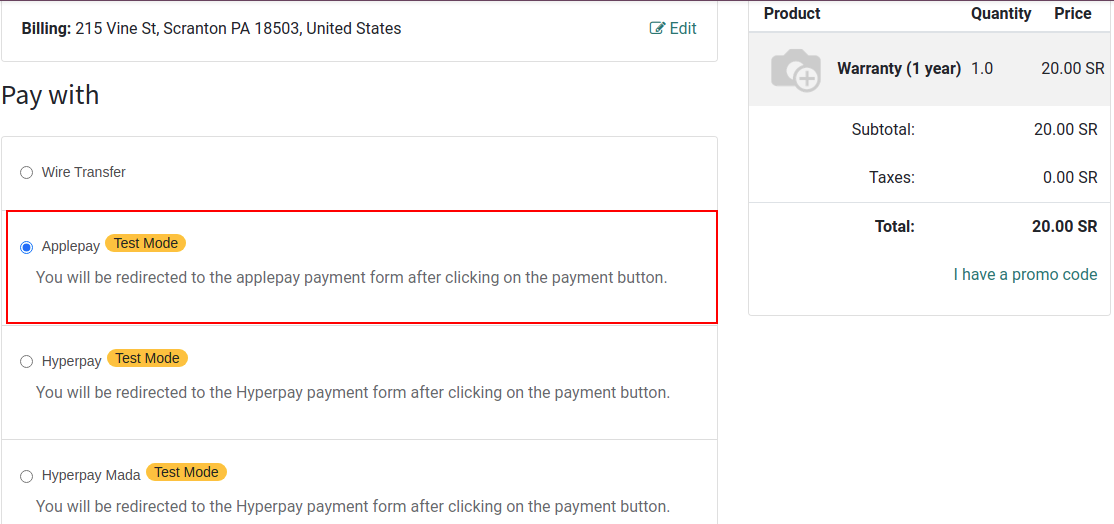 Billing: 215 Vine St, Scranton PA 18503, United States
Edit
Pay with
Wire Transfer
Applepay Test Mode
You will be redirected to the applepay payment form after clicking on the payment button.
Hyperpay Test Mode
You will be redirected to the Hyperpay payment form after clicking on the payment button.
Hyperpay Mada Test Mode
You will be redirected to the Hyperpay payment form after clicking on the payment button.
Product Quantity Price
Warranty (1 year) 1.0 20.00 SR
Subtotal: 20.00 SR
Taxes: 0.00 SR
Total: 20.00 SR
I have a promo code